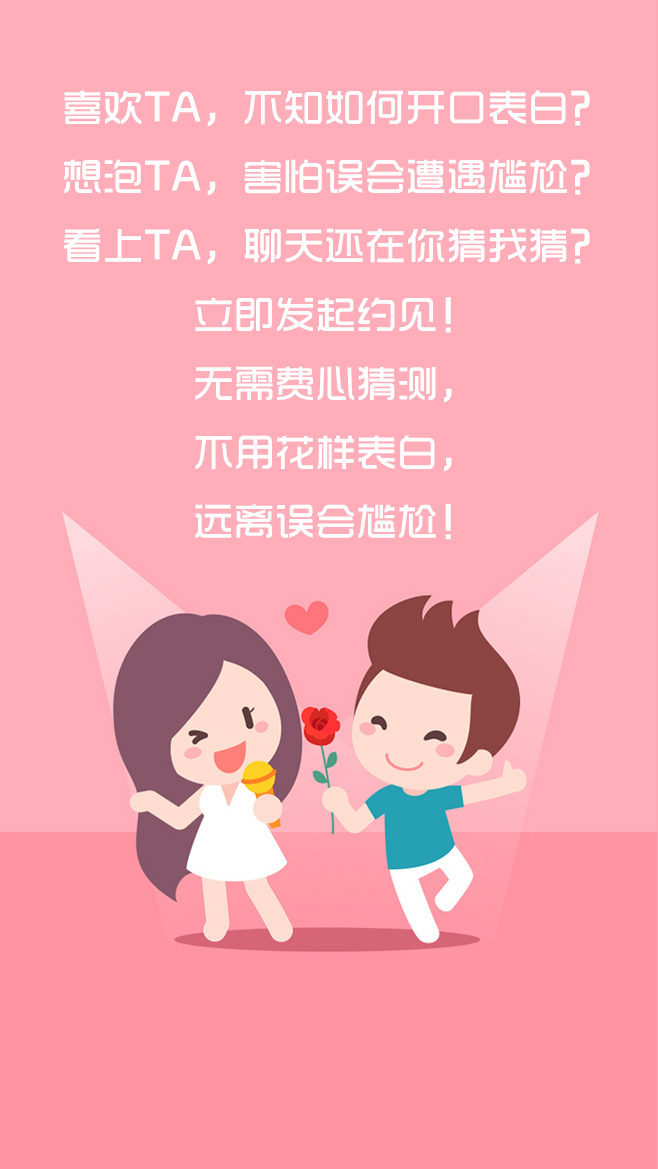 喜欢TA，不知如何开口表白?
想泡TA，害怕误会遭遇尴尬?
看上TA，聊天还在你猜我猜?
立即发起约见!
无需费心猜测，
不用花样表白，
远离误会尴尬!